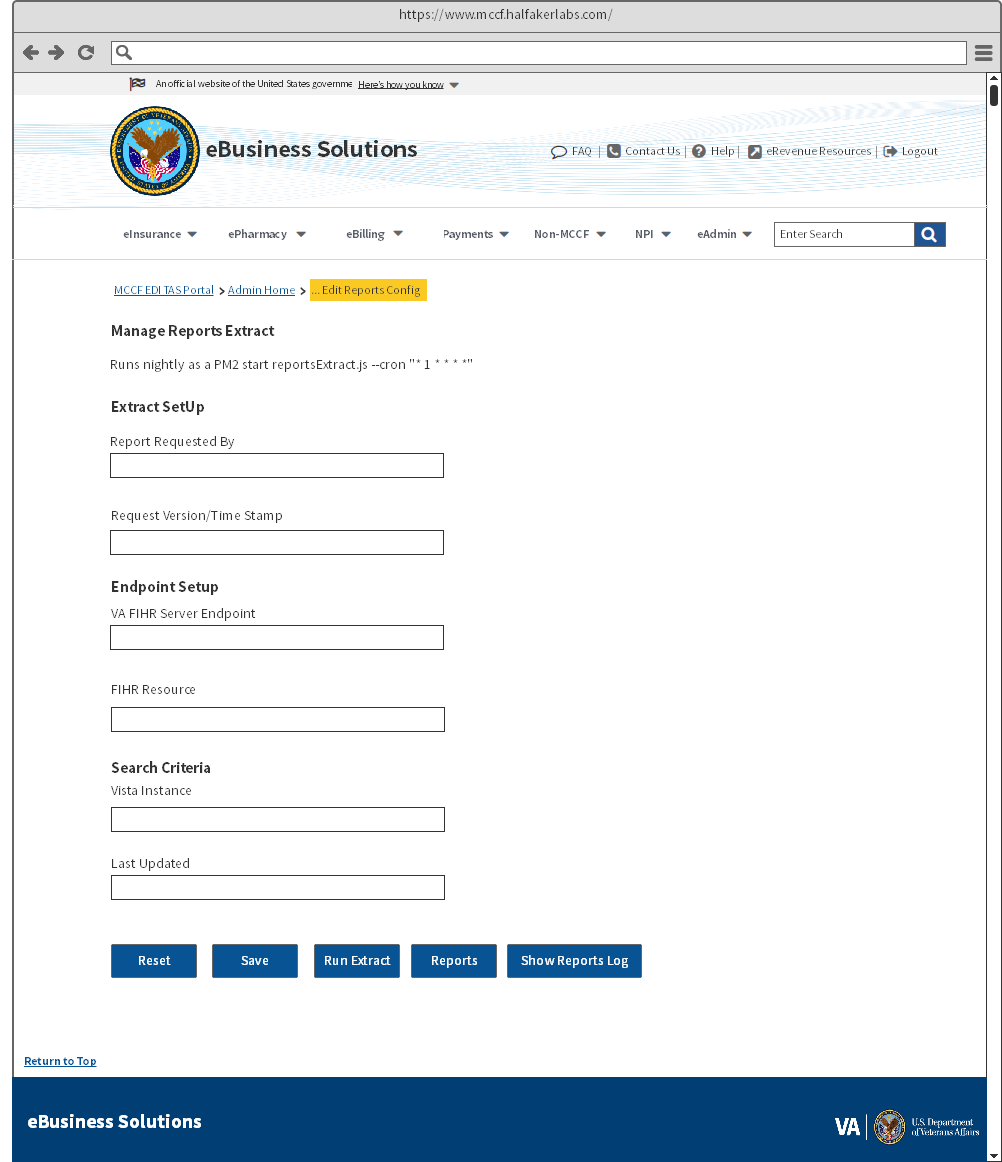 https://www.mccf.halfakerlabs.com/
An official website of the United States governme Here's how you know
eBusiness Solutions
FAQ | Contact Us | Help | eRevenue Resources | Logout
eInsurance ePharmacy eBilling Payments Non-MCCF NPI eAdmin Enter Search
MCCF EDI TAS Portal > Admin Home > ... Edit Reports Config
Manage Reports Extract
Runs nightly as a PM2 start reportsExtract.js --cron "* 1 * * * *"
Extract SetUp
Report Requested By
Request Version/Time Stamp
Endpoint Setup
VA FIHR Server Endpoint
FIHR Resource
Search Criteria
Vista Instance
Last Updated
Reset Save Run Extract Reports Show Reports Log
Return to Top
eBusiness Solutions
VA | U.S. Department
of Veterans Affairs